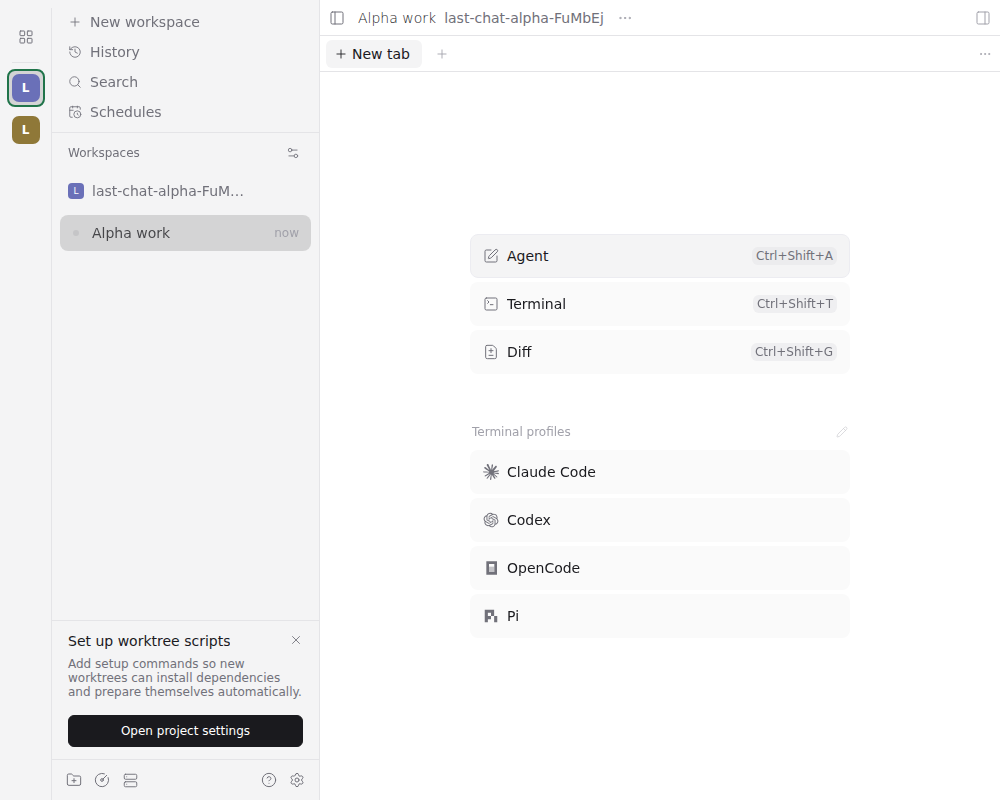 New workspace
History
Search
Schedules
L
L
Workspaces
L last-chat-alpha-FuM…
Alpha work now
Set up worktree scripts
Add setup commands so new
worktrees can install dependencies
and prepare themselves automatically.
Open project settings
Alpha work last-chat-alpha-FuMbEj
New tab
Agent Ctrl+Shift+A
Terminal Ctrl+Shift+T
Diff Ctrl+Shift+G
Terminal profiles
Claude Code
Codex
OpenCode
Pi